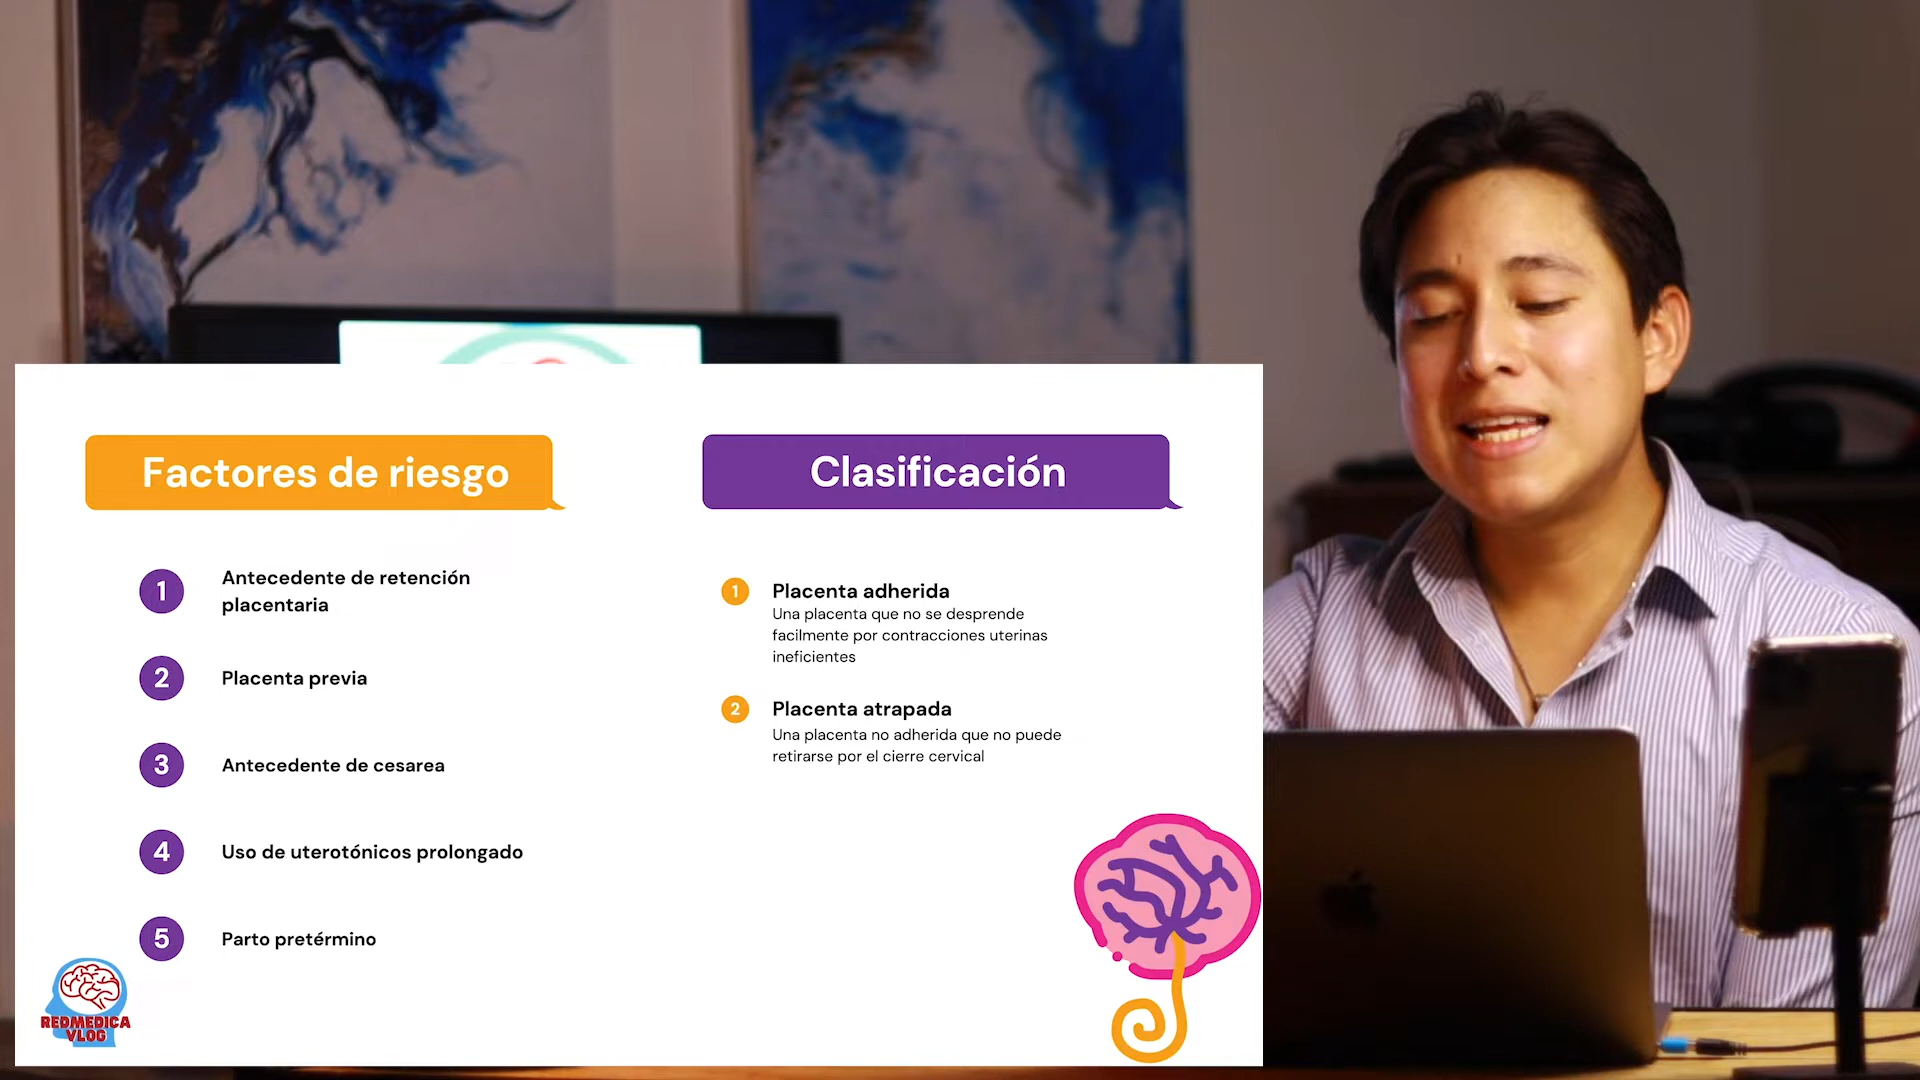 Factores de riesgo
1
Antecedente de retención
placentaria
2
Placenta previa
3
Antecedente de cesarea
4
Uso de uterotónicos prolongado
5
Parto pretérmino
Clasificación
1
Placenta adherida
Una placenta que no se desprende
facilmente por contracciones uterinas
ineficientes
2
Placenta atrapada
Una placenta no adherida que no puede
retirarse por el cierre cervical
REDMEDICA
VLOG